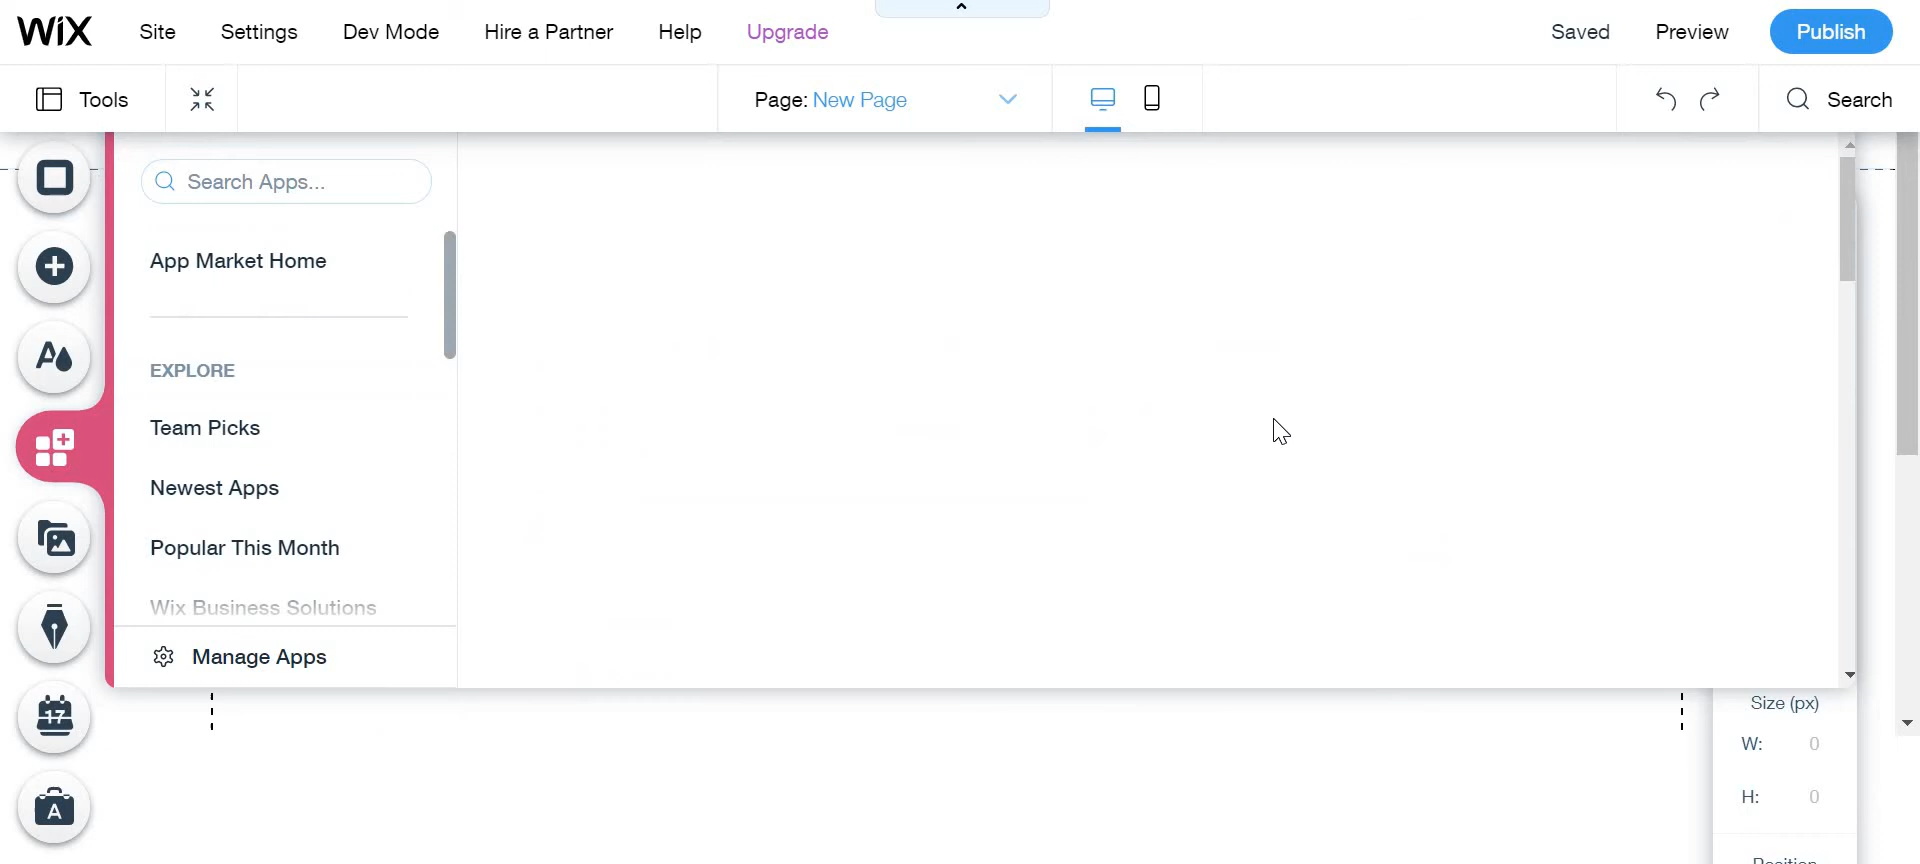 WiX Site Settings Dev Mode Hire a Partner Help Upgrade Saved Preview Publish
Tools Page: New Page Search
Search Apps...
App Market Home
EXPLORE
Team Picks
Newest Apps
Popular This Month
Wix Business Solutions
Manage Apps
17
A
Size (px)
W: 0
H: 0
Position